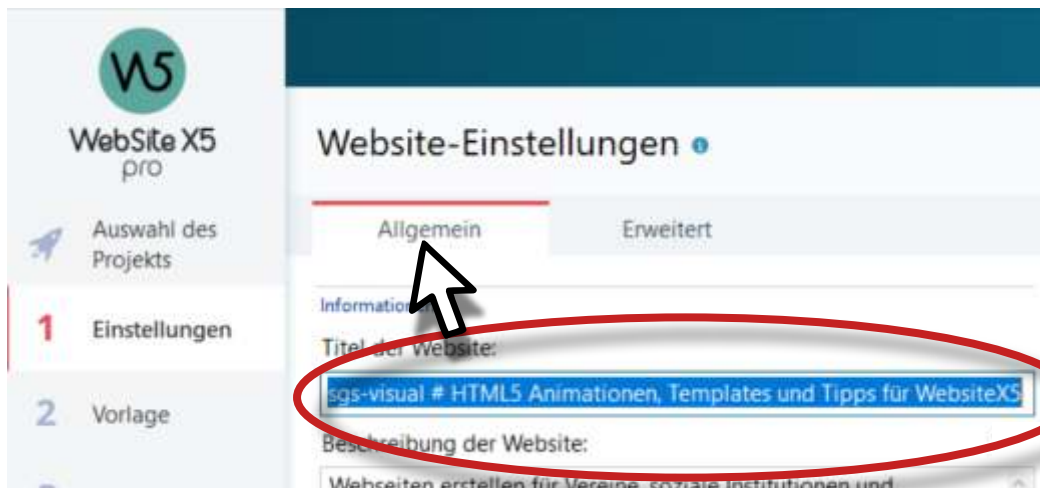 W5
WebSite X5
pro
Auswahl des
Projekts
1 Einstellungen
2 Vorlage
Website-Einstellungen
Allgemein Erweitert
Titel der Website:
sgs-visual # HTML5 Animationen, Templates und Tipps für WebsiteX5
Beschreibung der Website:
Webseiten erstellen für Vereine, soziale Institutionen und